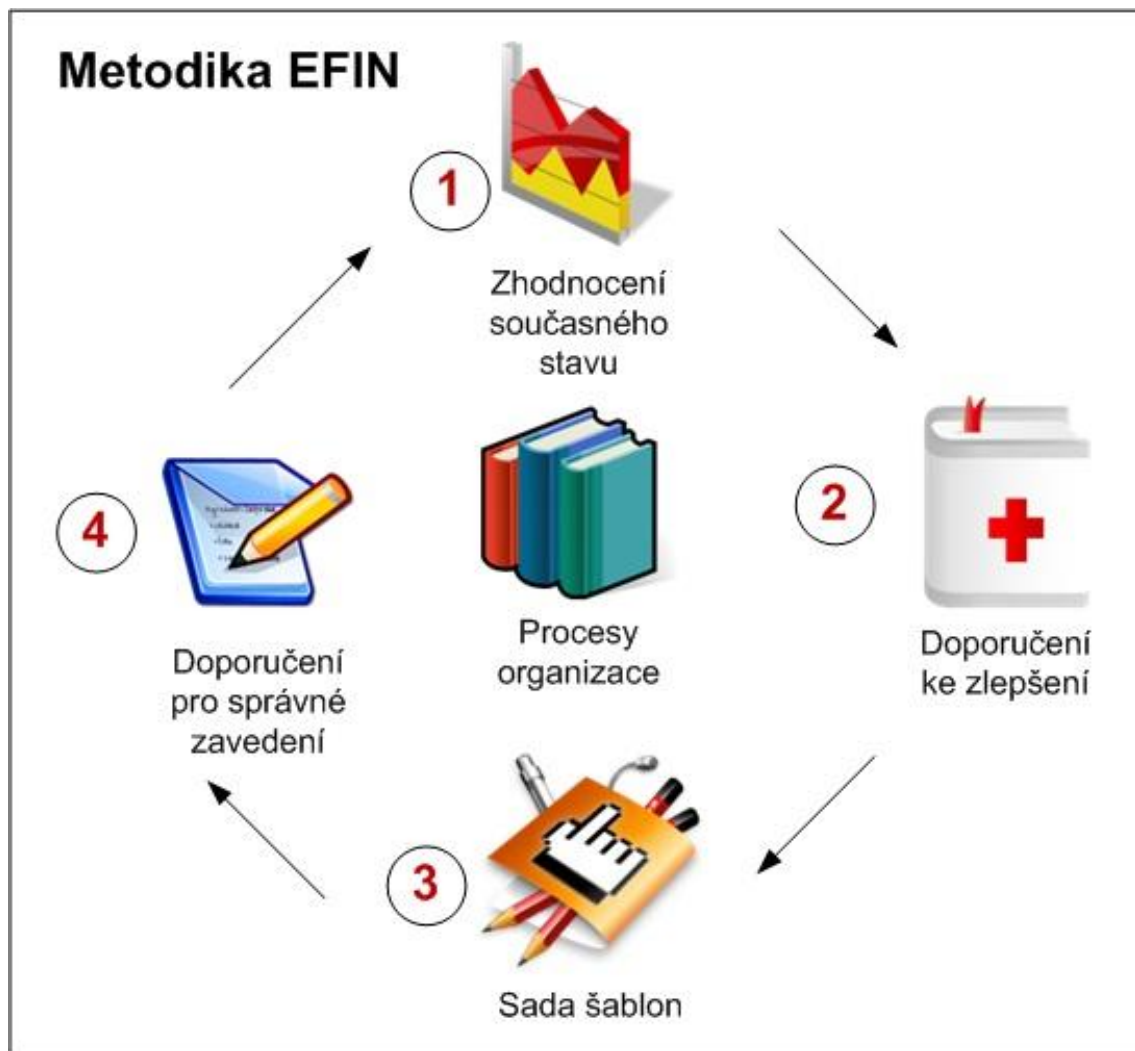 Metodika EFIN
1
Zhodnocení
současného
stavu
2
Doporučení
ke zlepšení
3
Sada šablon
4
Doporučení
pro správné
zavedení
Procesy
organizace